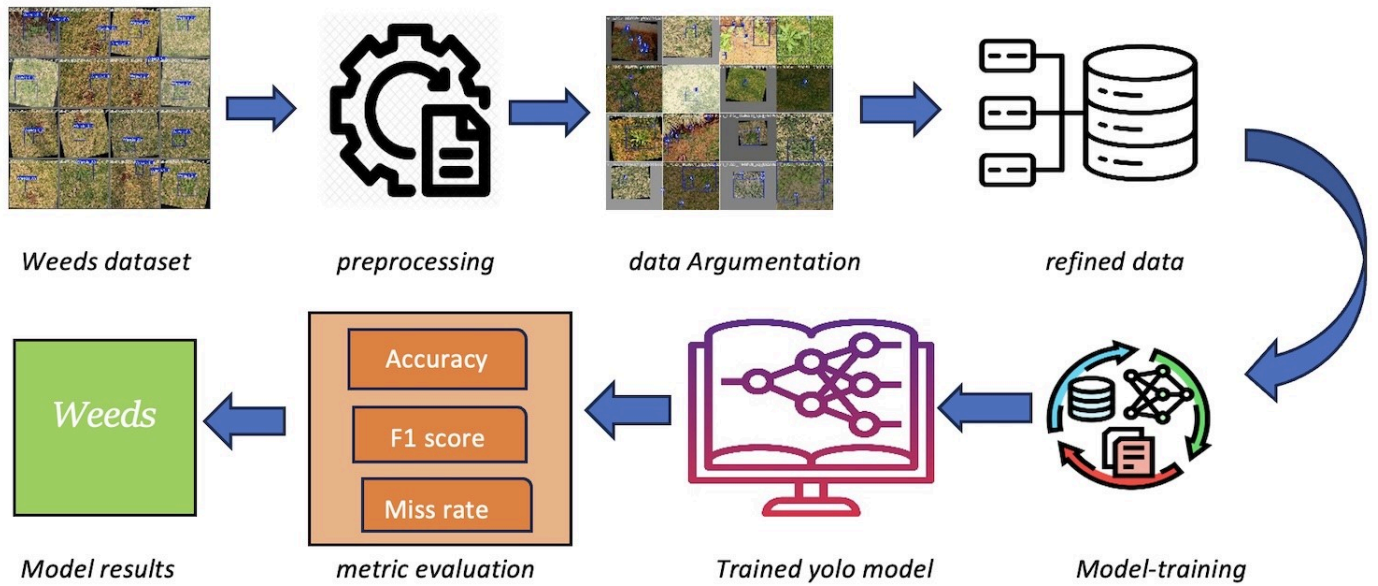 Weeds dataset
preprocessing
data Argumentation
refined data
Weeds
Accuracy
F1 score
Miss rate
Model results
metric evaluation
Trained yolo model
Model-training